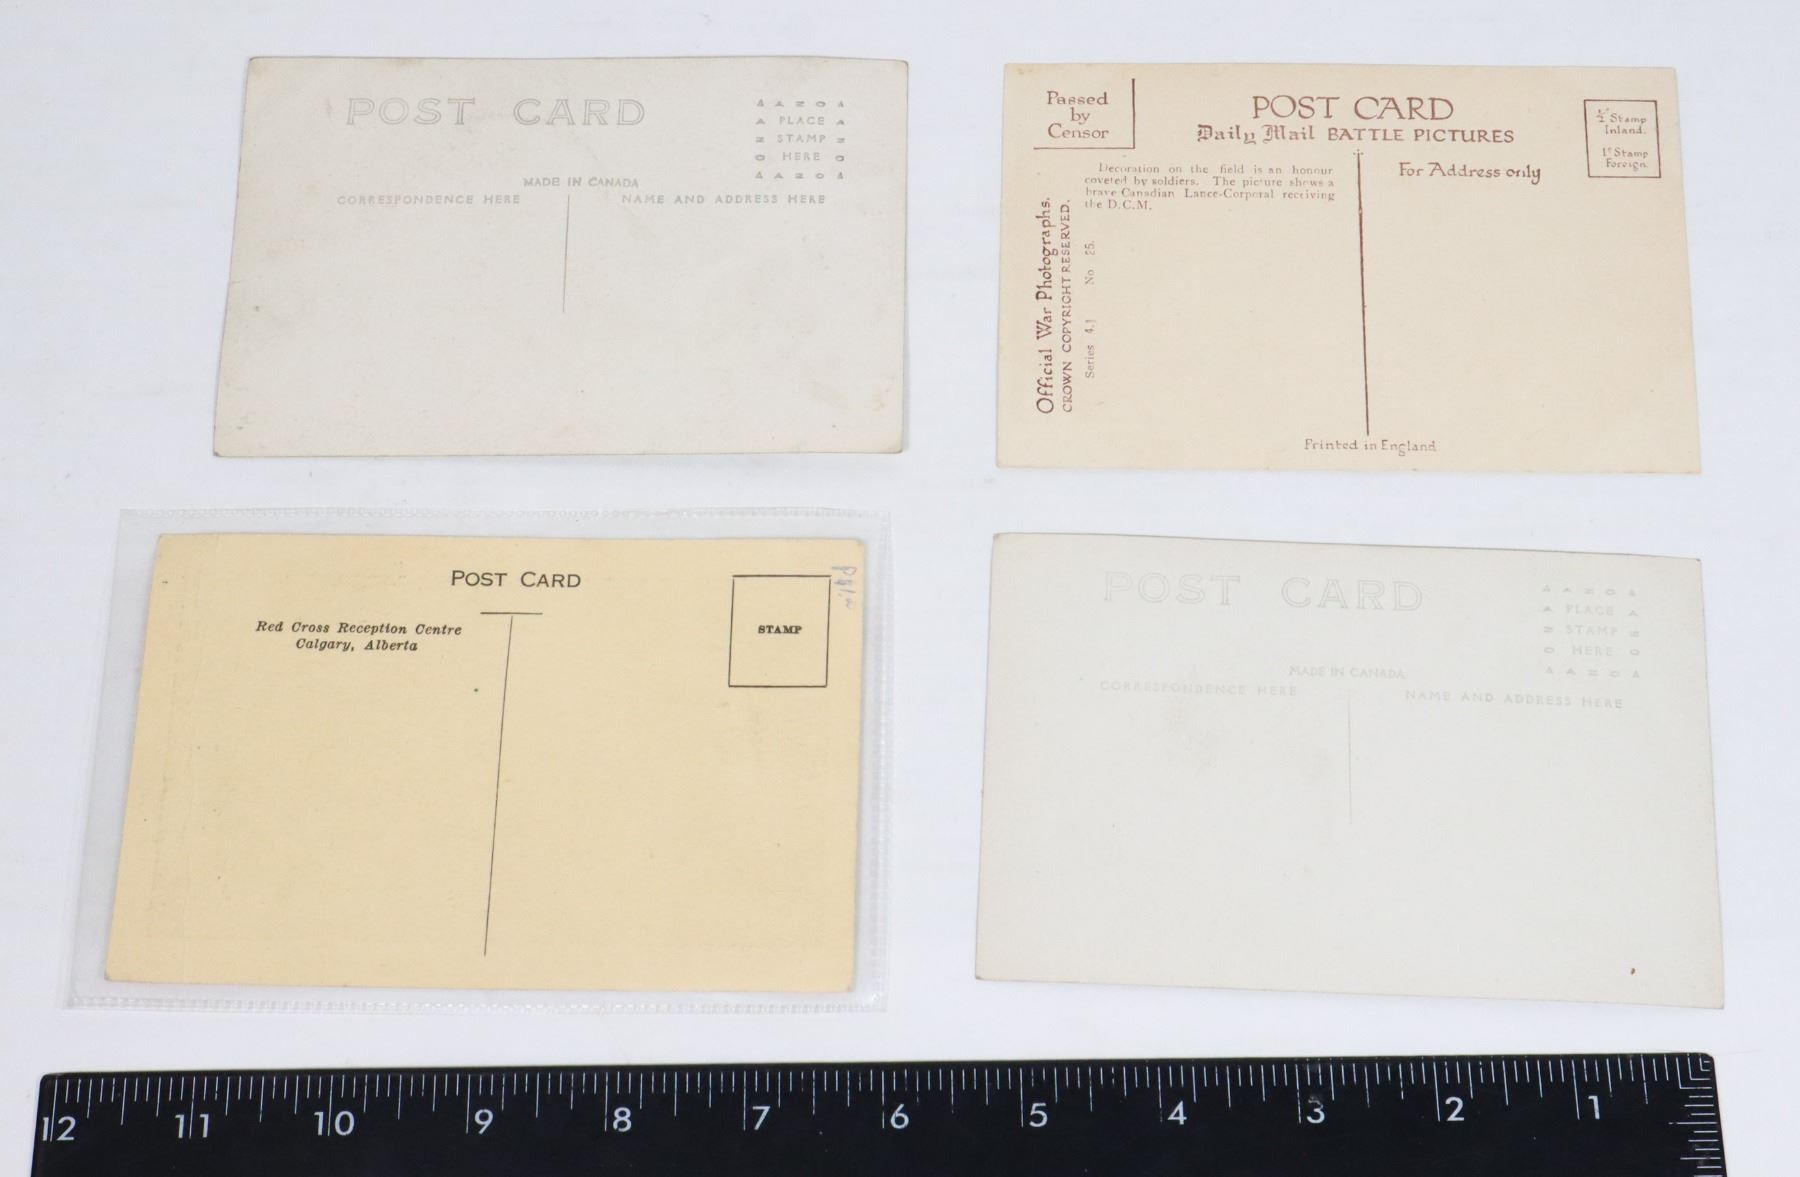 POST CARD
AZOA
PLACE
STAMP
HERE
AZOA
MADE IN CANADA
CORRESPONDENCE HERE
NAME AND ADDRESS HERE
Passed
by
Censor
POST CARD
Daily Mail BATTLE PICTURES
½d Stamp
Inland.
1d Stamp
Foreign.
Decoration on the field is an honour
coveted by soldiers. The picture shows a
brave Canadian Lance-Corporal receiving
the D.C.M.
For Address only
Official War Photographs.
CROWN COPYRIGHT RESERVED.
Series 4.] No 25.
Printed in England
POST CARD
Red Cross Reception Centre
Calgary, Alberta
STAMP
POST CARD
AZOA
PLACE
STAMP
HERE
AZOA
MADE IN CANADA
CORRESPONDENCE HERE
NAME AND ADDRESS HERE
12 11 10 9 8 7 6 5 4 3 2 1